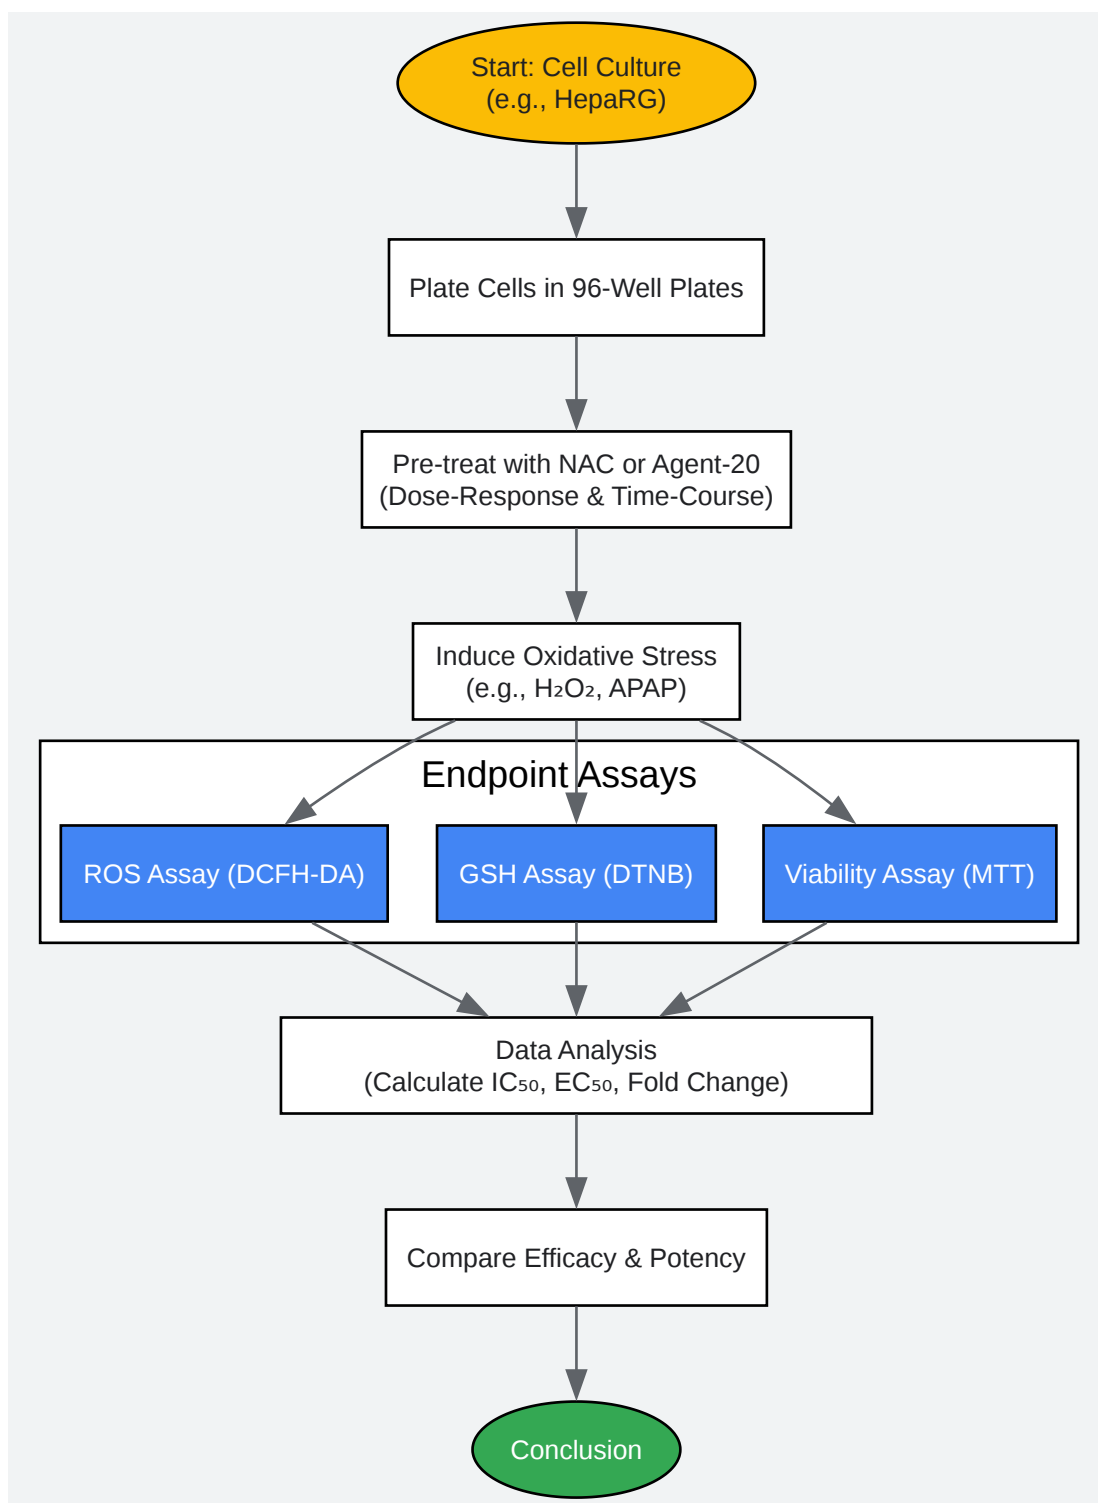 Start: Cell Culture
(e.g., HepaRG)
Plate Cells in 96-Well Plates
Pre-treat with NAC or Agent-20
(Dose-Response & Time-Course)
Induce Oxidative Stress
(e.g., H₂O₂, APAP)
Endpoint Assays
ROS Assay (DCFH-DA)
GSH Assay (DTNB)
Viability Assay (MTT)
Data Analysis
(Calculate IC₅₀, EC₅₀, Fold Change)
Compare Efficacy & Potency
Conclusion